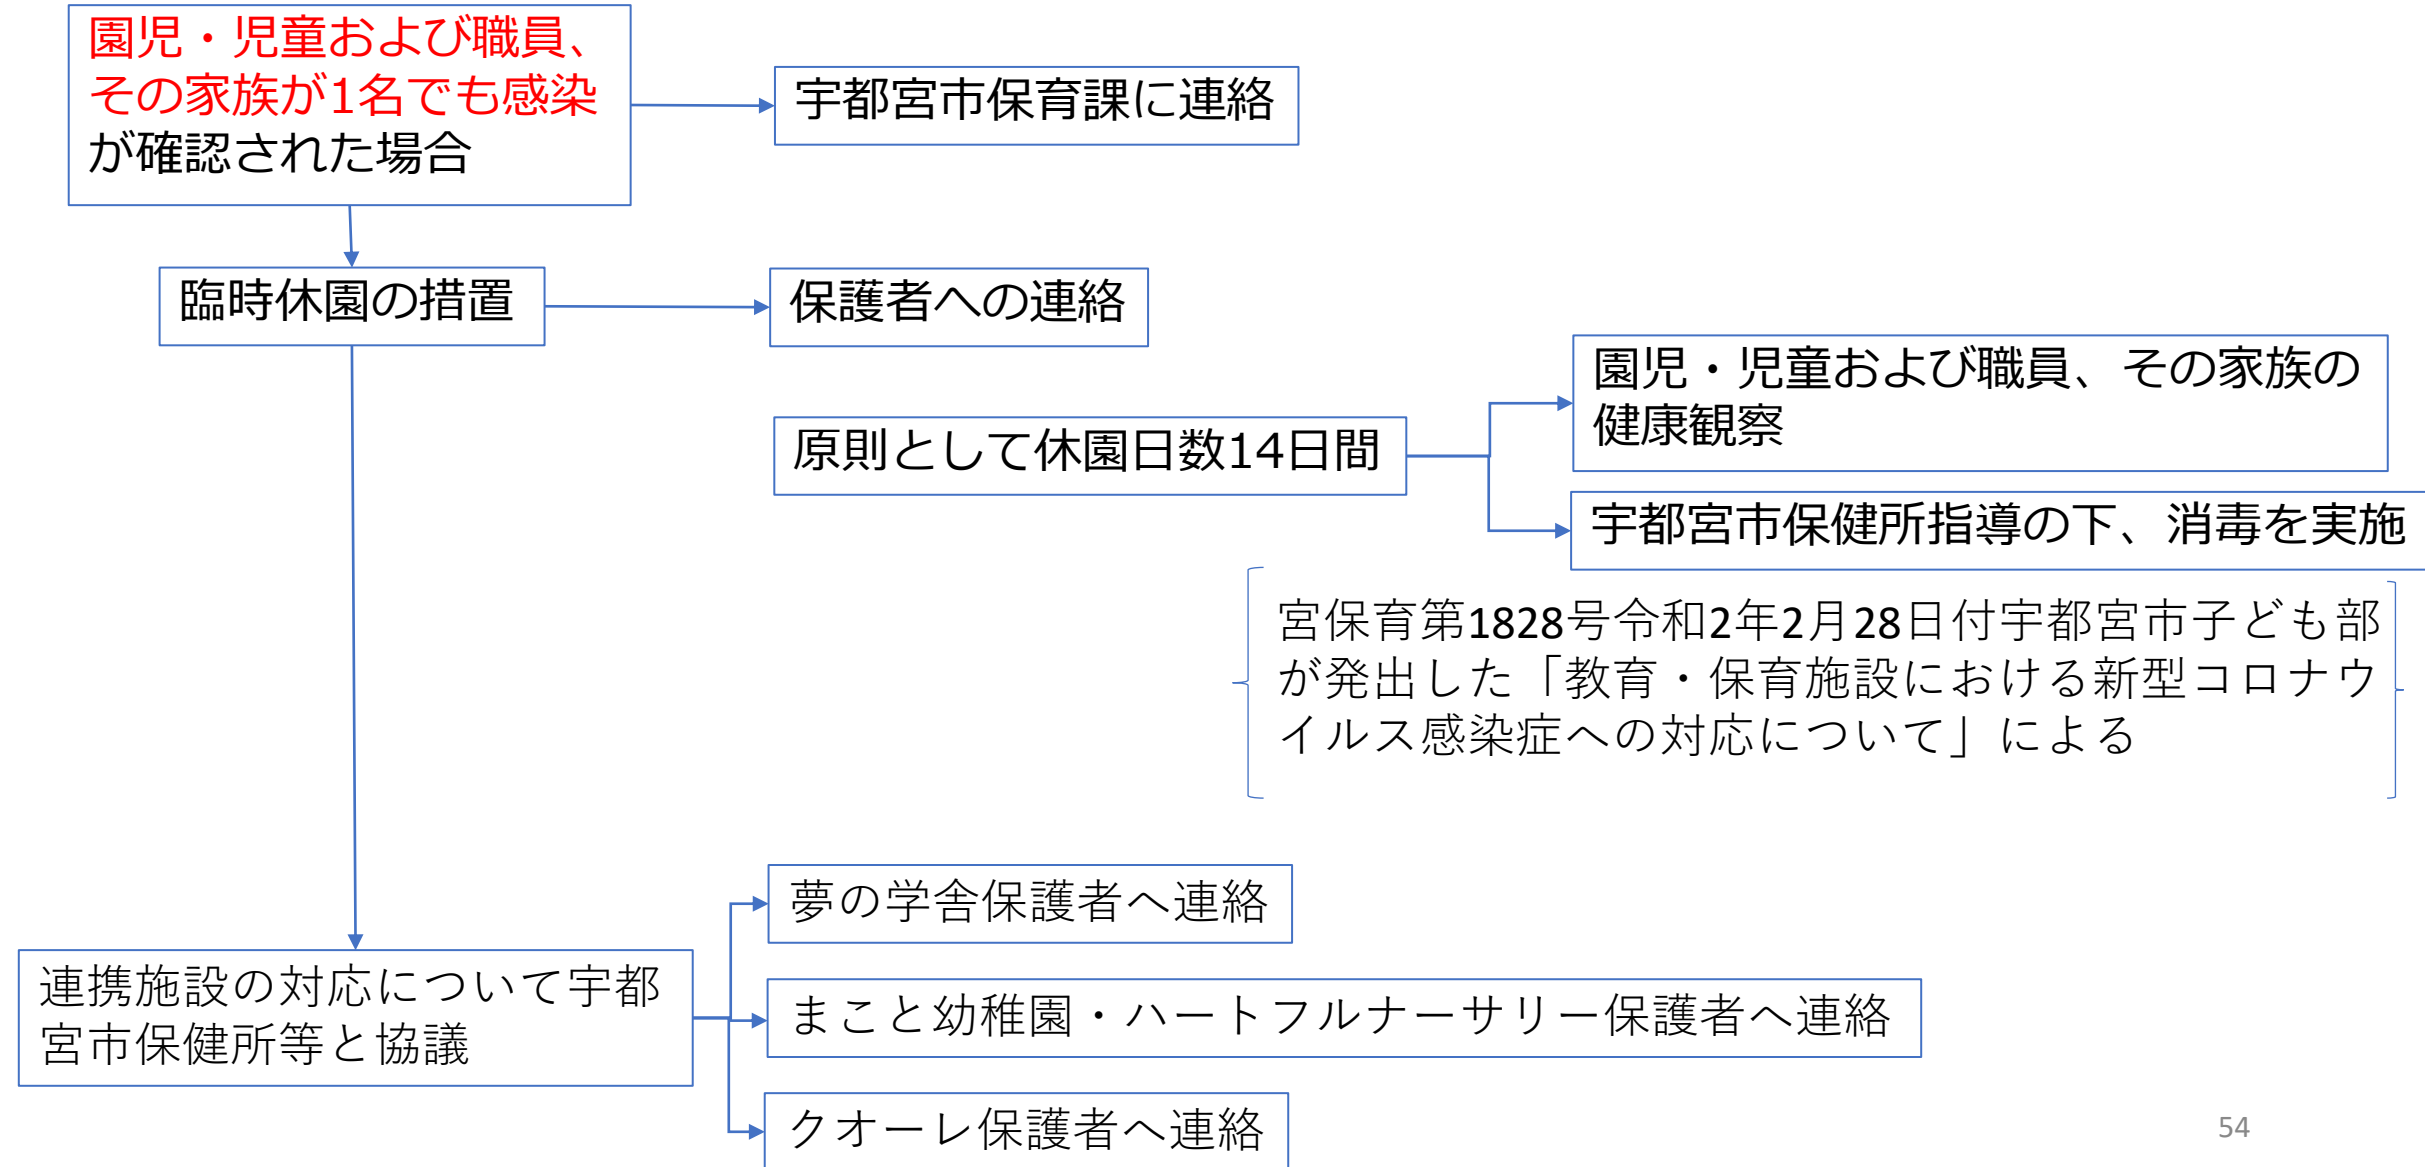 園児・児童および職員、
その家族が1名でも感染
が確認された場合
宇都宮市保育課に連絡
臨時休園の措置
保護者への連絡
原則として休園日数14日間
園児・児童および職員、その家族の
健康観察
宇都宮市保健所指導の下、消毒を実施
宮保育第1828号令和2年2月28日付宇都宮市子ども部
が発出した「教育・保育施設における新型コロナウ
イルス感染症への対応について」による
連携施設の対応について宇都
宮市保健所等と協議
夢の学舎保護者へ連絡
まこと幼稚園・ハートフルナーサリー保護者へ連絡
クオーレ保護者へ連絡
54